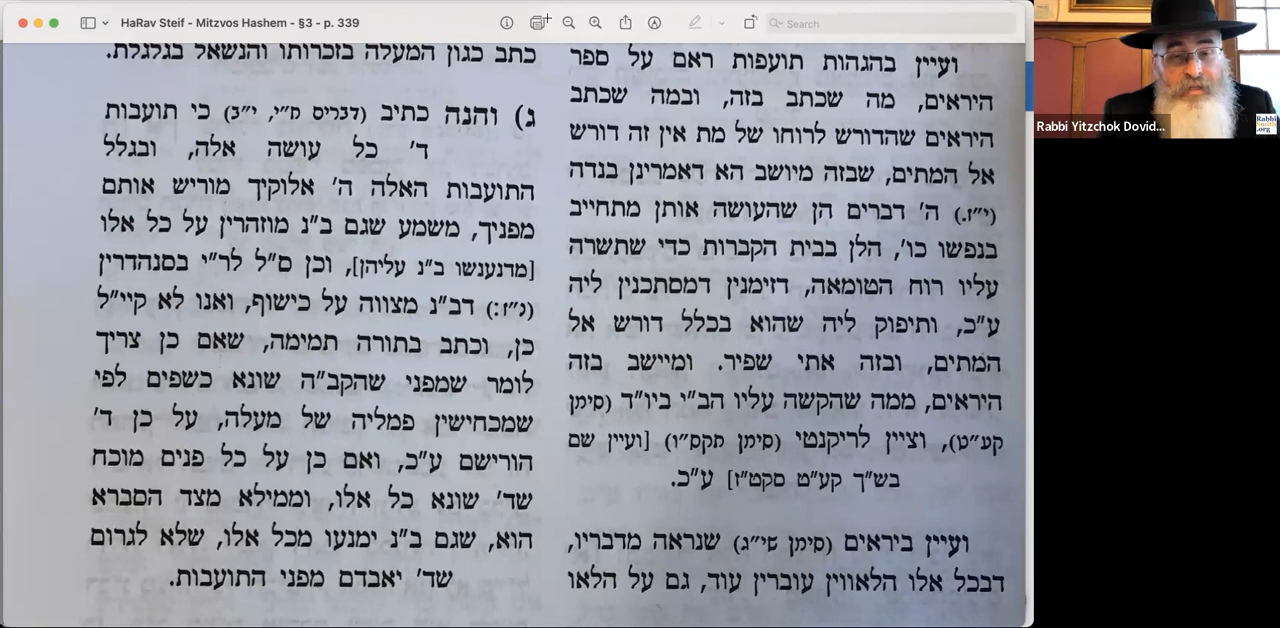 HaRav Steif - Mitzvos Hashem - §3 - p. 339
Search
ועיין בהגהות תועפות ראם על ספר
היראים, מה שכתב בזה, ובמה שכתב
היראים שהדורש לרוחו של מת אין זה דורש
אל המתים, שבזה מיושב הא דאמרינן בנדה
(י״ז.) ה׳ דברים הן שהעושה אותן מתחייב
בנפשו כו׳, הלן בבית הקברות כדי שתשרה
עליו רוח הטומאה, דזימנין דמסתכנין ליה
ע״כ, ותיפוק ליה שהוא בכלל דורש אל
המתים, ובזה אתי שפיר. ומיישב בזה
היראים, ממה שהקשה עליו הב״י ביו״ד (סימן
קע״ט), וציין לריקנטי (סימן תקס״ו) [ועיין שם
בש״ך קע״ט סקט״ז] ע״כ.
ועיין ביראים (סימן שי״ג) שנראה מדבריו,
דבכל אלו הלאווין עוברין עוד, גם על הלאו
כתב כגון המעלה בזכרותו והנשאל בגלגלת.
ג) והנה כתיב (דברים י״ח, י״ב) כי תועבות
ד׳ כל עושה אלה, ובגלל
התועבות האלה ה׳ אלוקיך מוריש אותם
מפניך, משמע שגם ב״נ מוזהרין על כל אלו
[מדנענשו ב״נ עליהן], וכן ס״ל לר״י בסנהדרין
(נ״ו:) דב״נ מצווה על כישוף, ואנו לא קיי״ל
כן, וכתב בתורה תמימה, שאם כן צריך
לומר שמפני שהקב״ה שונא כשפים לפי
שמכחישין פמליה של מעלה, על כן ד׳
הורישם ע״כ, ואם כן על כל פנים מוכח
שד׳ שונא כל אלו, וממילא מצד הסברא
הוא, שגם ב״נ ימנעו מכל אלו, שלא לגרום
שד׳ יאבדם מפני התועבות.
Rabbi Yitzchok Dovid...
Rabbi
Smith
.org